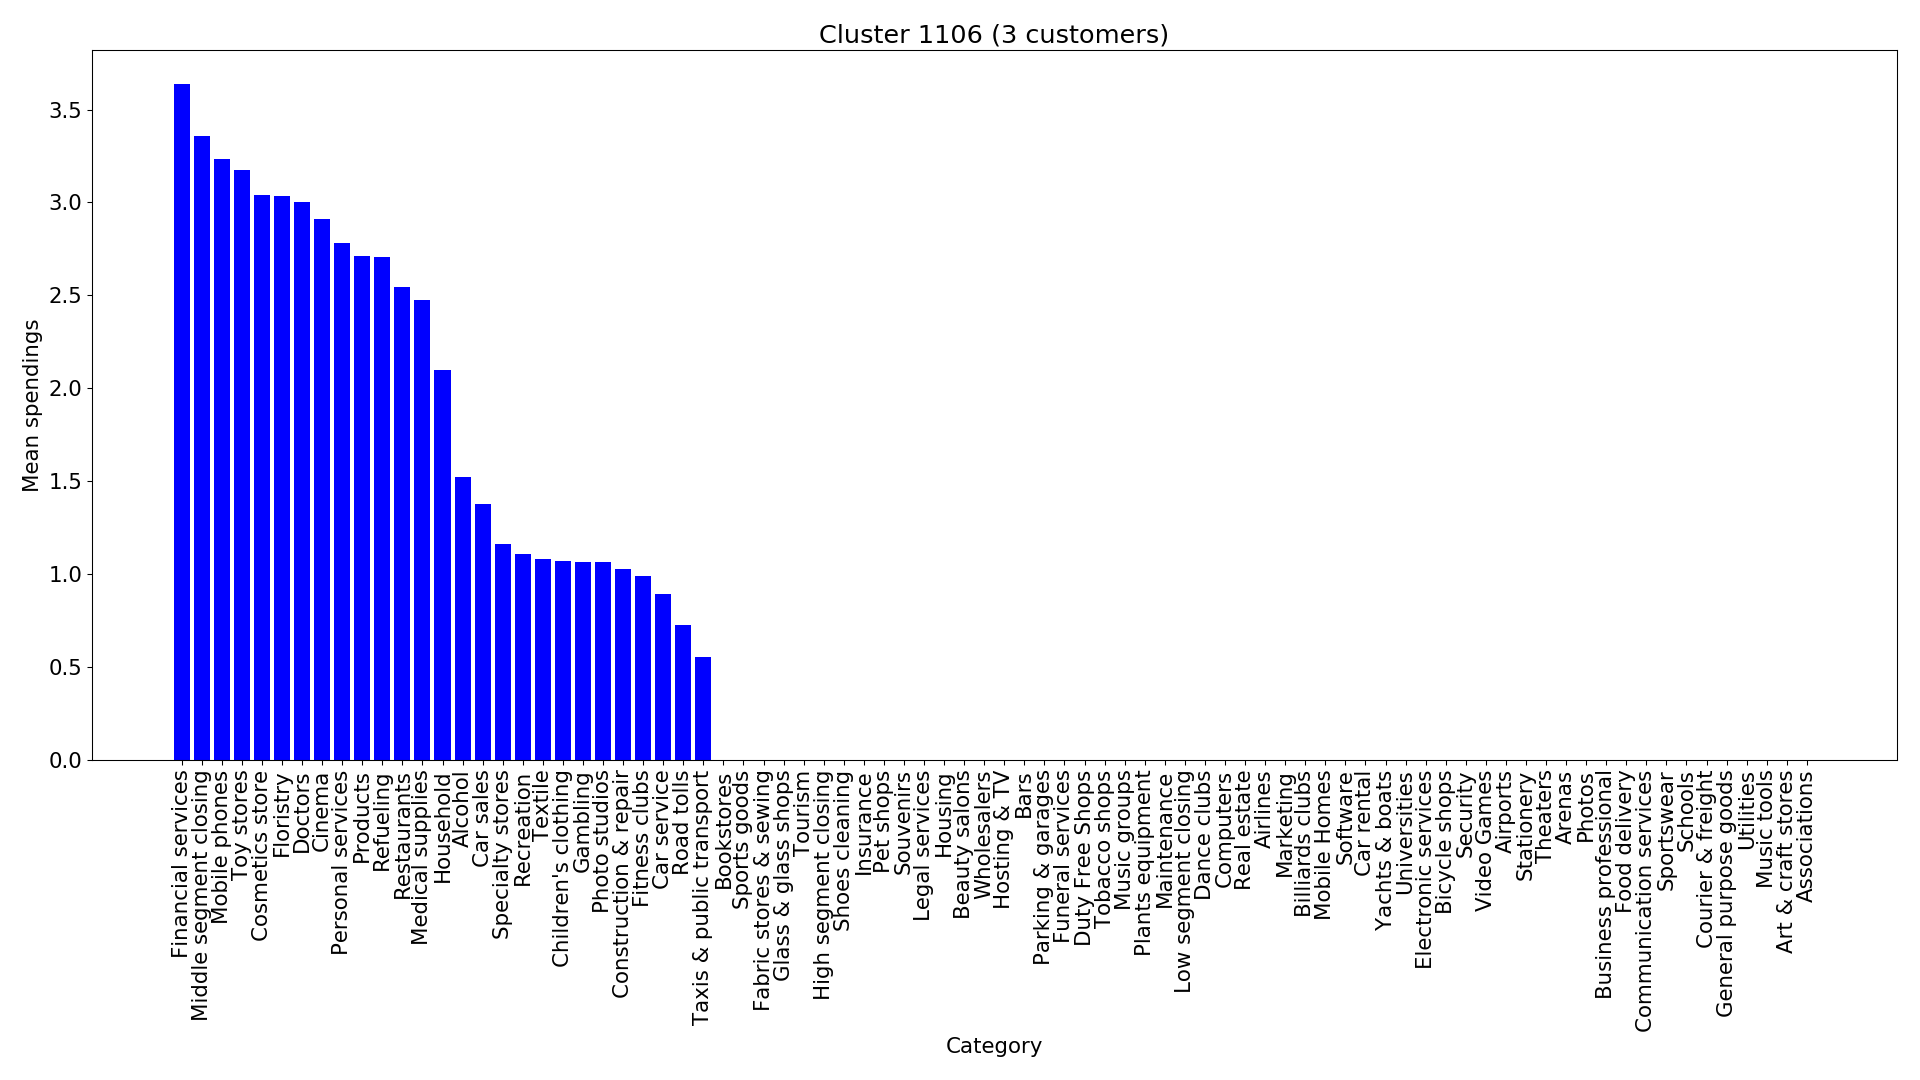 Cluster 1106 (3 customers)
Mean spendings
3.5
3.0
2.5
2.0
1.5
1.0
0.5
0.0
Financial services
Middle segment closing
Mobile phones
Toy stores
Cosmetics store
Floristry
Doctors
Cinema
Personal services
Products
Refueling
Restaurants
Medical supplies
Household
Alcohol
Car sales
Specialty stores
Recreation
Textile
Children's clothing
Gambling
Photo studios
Construction & repair
Fitness clubs
Car service
Road tolls
Taxis & public transport
Bookstores
Sports goods
Fabric stores & sewing
Glass & glass shops
Tourism
High segment closing
Shoes cleaning
Insurance
Pet shops
Souvenirs
Legal services
Housing
Beauty salons
Wholesalers
Hosting & TV
Bars
Parking & garages
Funeral services
Duty Free Shops
Tobacco shops
Music groups
Plants equipment
Maintenance
Low segment closing
Dance clubs
Computers
Real estate
Airlines
Marketing
Billiards clubs
Mobile Homes
Software
Car rental
Yachts & boats
Universities
Electronic services
Bicycle shops
Security
Video Games
Airports
Stationery
Theaters
Arenas
Photos
Business professional
Food delivery
Communication services
Sportswear
Schools
Courier & freight
General purpose goods
Utilities
Music tools
Art & craft stores
Associations
Category